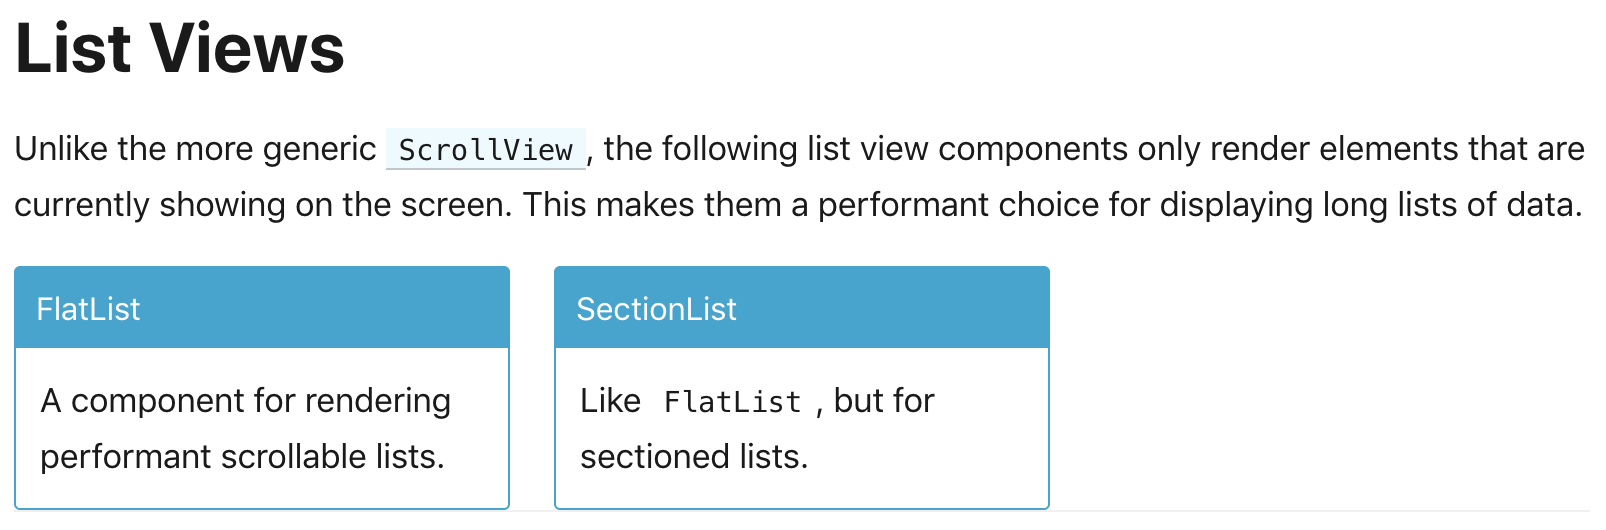 List Views
Unlike the more generic ScrollView, the following list view components only render elements that are
currently showing on the screen. This makes them a performant choice for displaying long lists of data.
FlatList
A component for rendering
performant scrollable lists.
SectionList
Like FlatList , but for
sectioned lists.